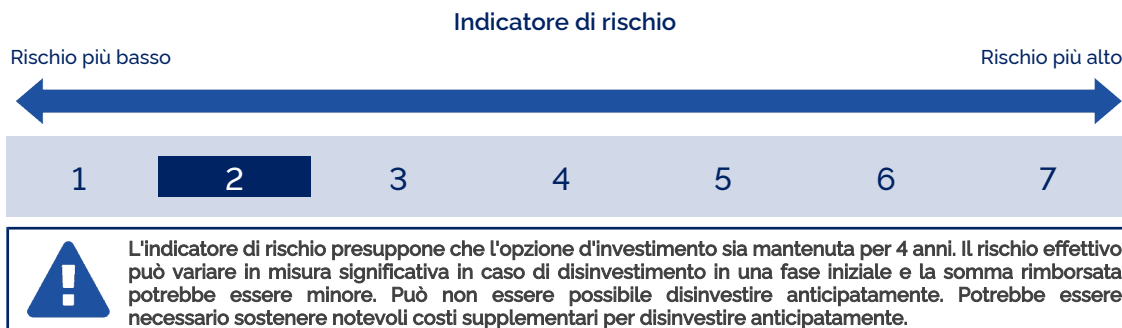 Indicatore di rischio
Rischio più basso Rischio più alto
1 2 3 4 5 6 7
L'indicatore di rischio presuppone che l'opzione d'investimento sia mantenuta per 4 anni. Il rischio effettivo
può variare in misura significativa in caso di disinvestimento in una fase iniziale e la somma rimborsata
potrebbe essere minore. Può non essere possibile disinvestire anticipatamente. Potrebbe essere
necessario sostenere notevoli costi supplementari per disinvestire anticipatamente.